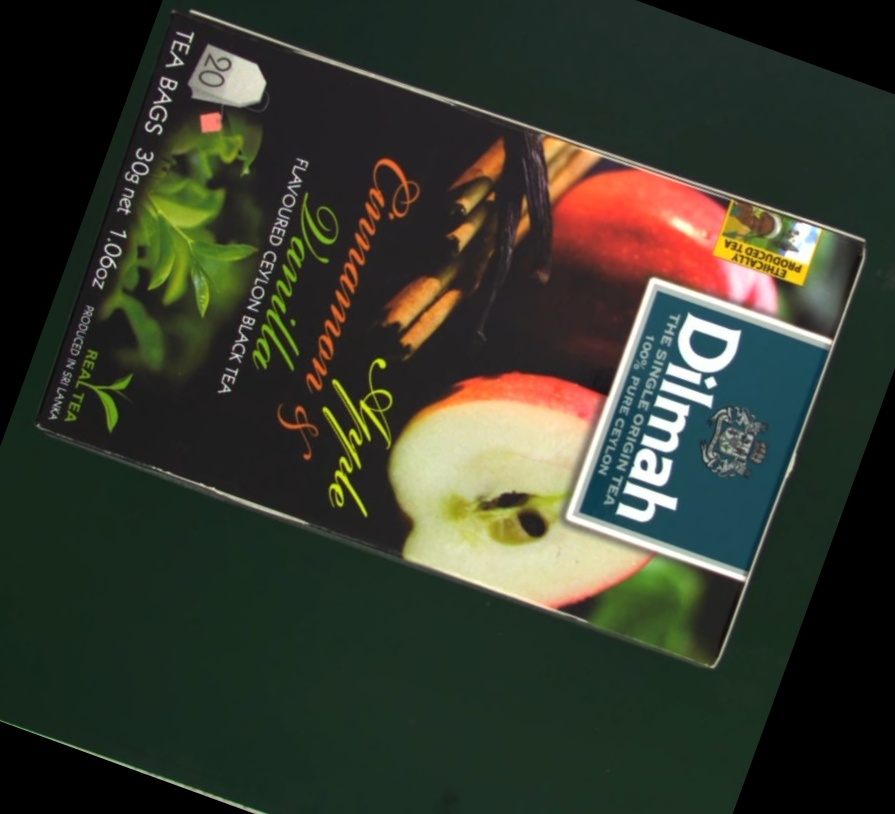 ETHICALLY
PRODUCED TEA
Dilmah
THE SINGLE ORIGIN TEA
100% PURE CEYLON
Apple
Cinnamon &
Vanilla
FLAVOURED CEYLON BLACK TEA
20
TEA BAGS 30g net 1.06oz
REAL TEA
PRODUCED IN SRI LANKA